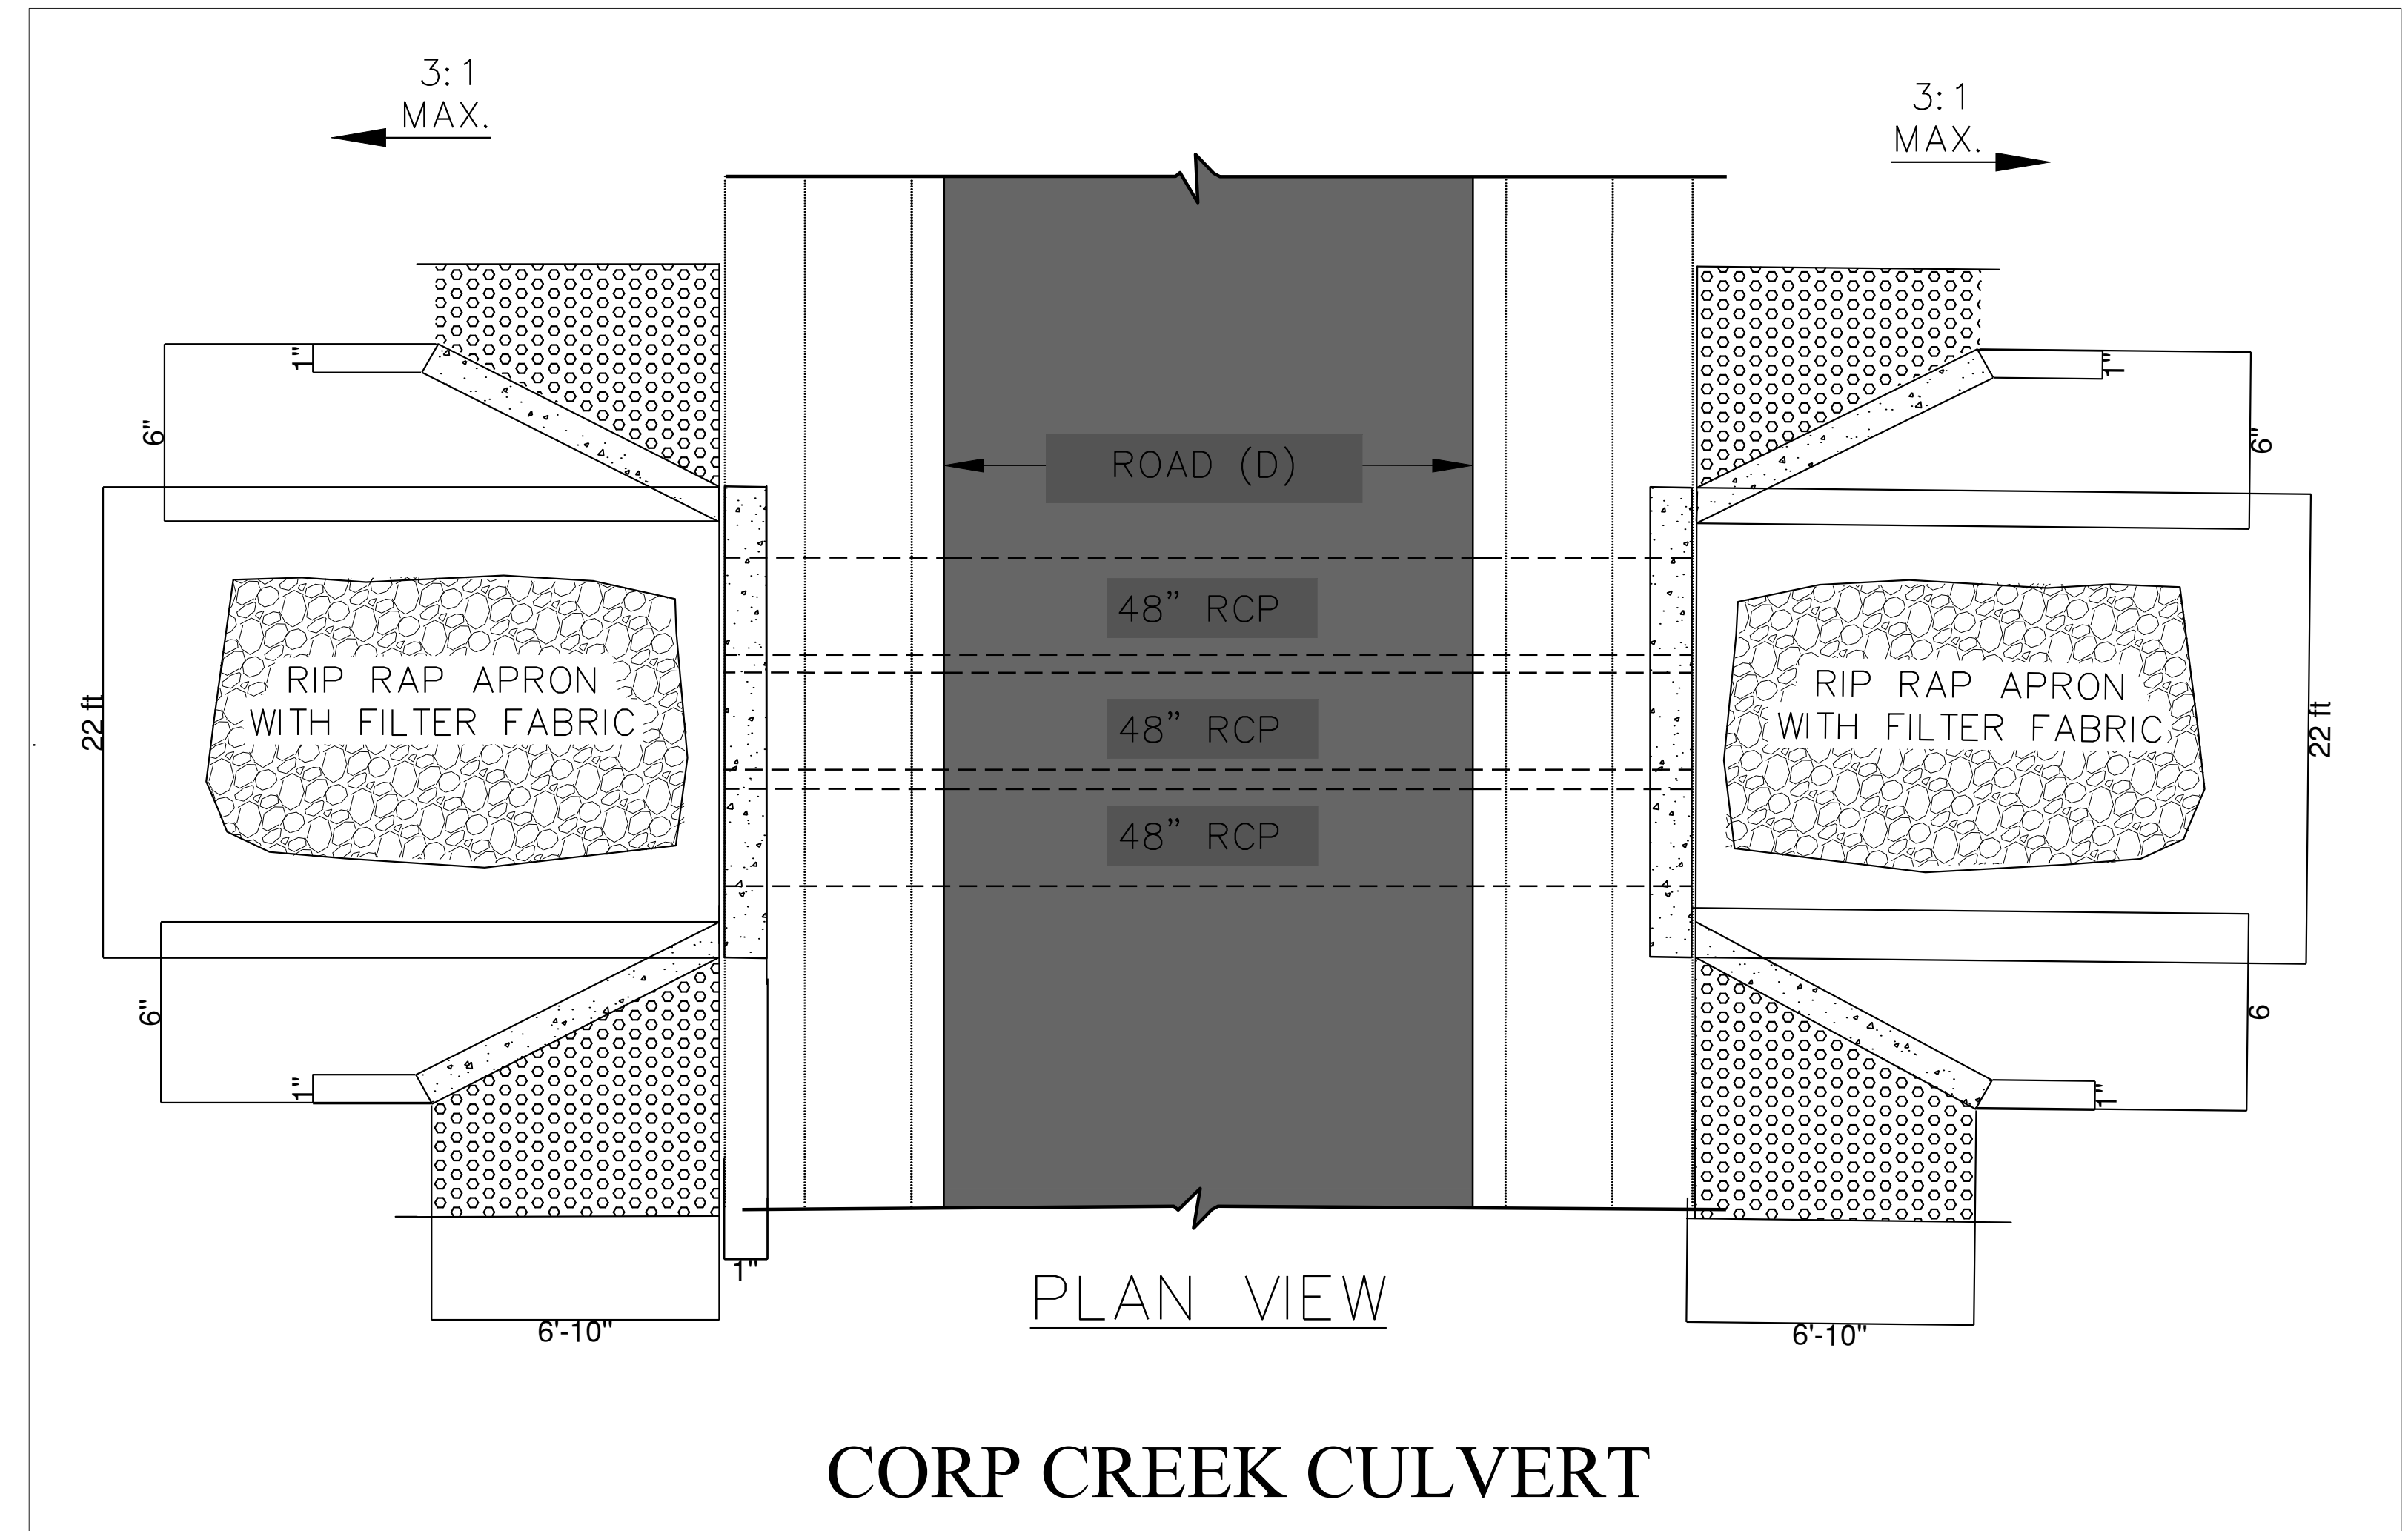 3:1
MAX.
3:1
MAX.
1"
1"
6"
6"
ROAD (D)
48” RCP
RIP RAP APRON
WITH FILTER FABRIC
RIP RAP APRON
WITH FILTER FABRIC
22 ft
48” RCP
22 ft
48” RCP
6"
6
1"
1"
1"
6'-10"
6'-10"
PLAN VIEW
CORP CREEK CULVERT